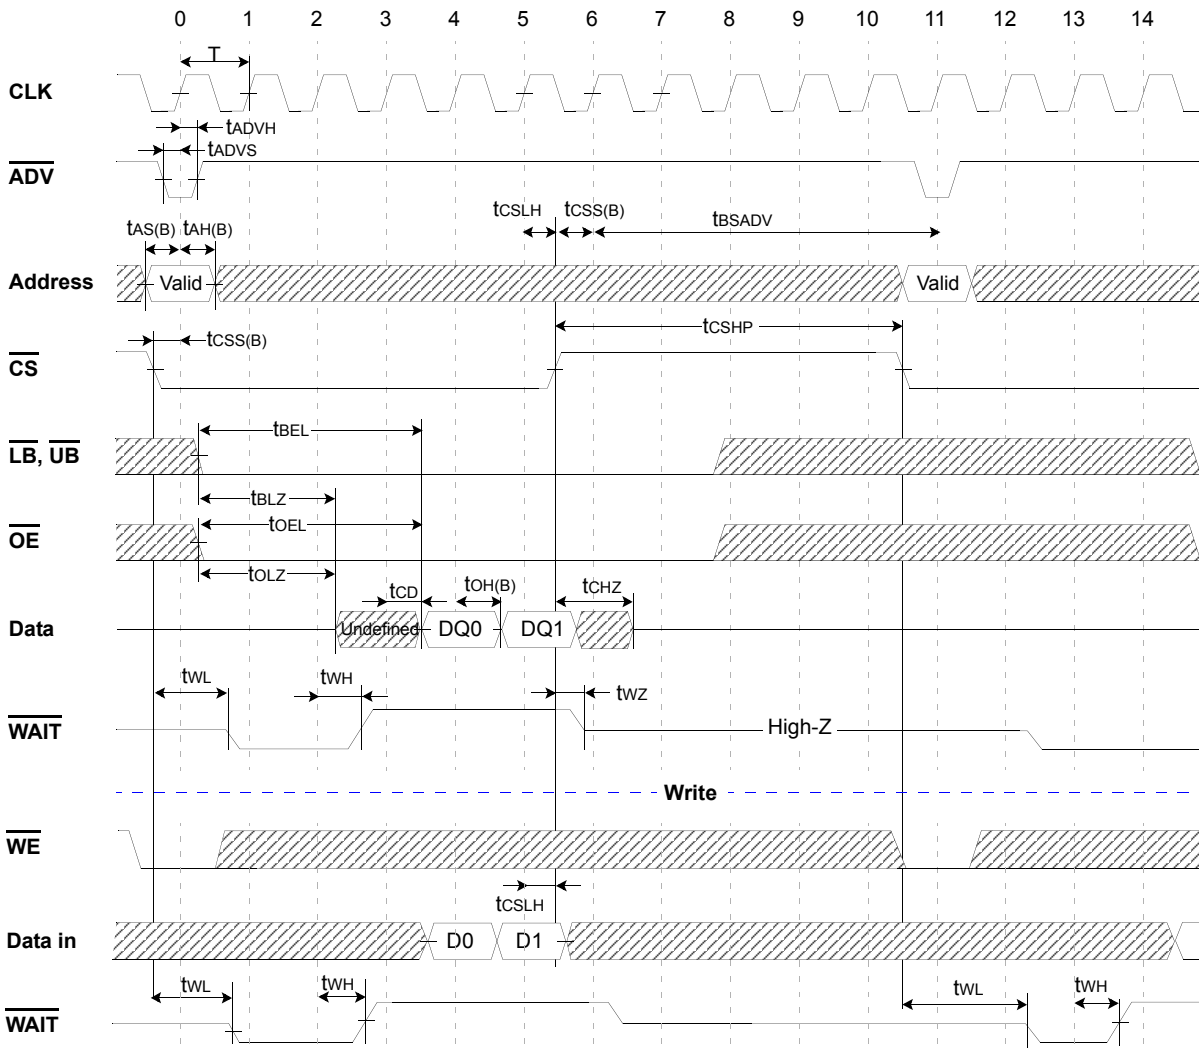 0 1 2 3 4 5 6 7 8 9 10 11 12 13 14
T
CLK
tADVH
tADVS
ADV
tCSLH tCSS(B) tBSADV
tAS(B) tAH(B)
Address Valid Valid
tCSHP
tCSS(B)
CS
tBEL
LB, UB
tBLZ
tOEL
OE
tOLZ
tCD tOH(B) tCHZ
Data Undefined DQ0 DQ1
tWL tWH tWZ
WAIT High-Z
Write
WE
tCSLH
Data in D0 D1
tWL tWH tWL tWH
WAIT